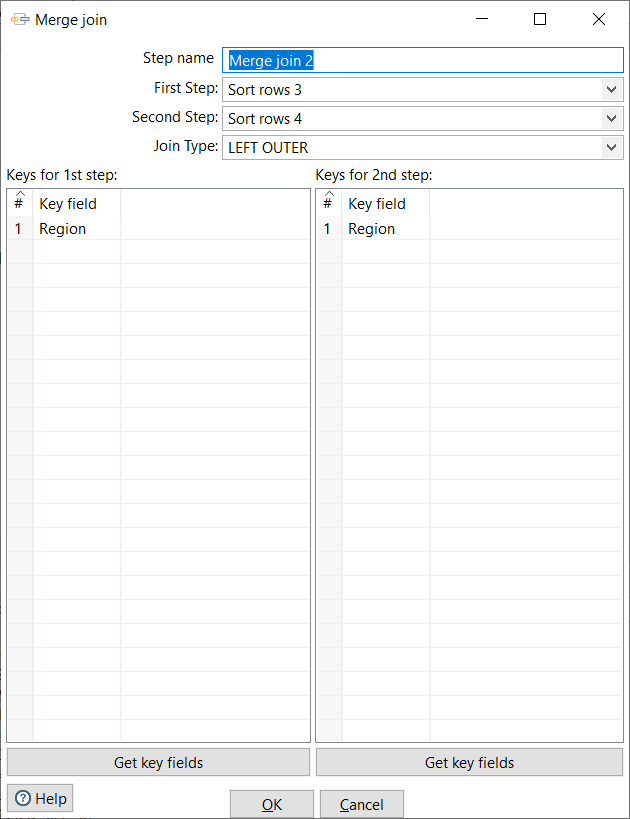 Merge join
Step name Merge join 2
First Step: Sort rows 3
Second Step: Sort rows 4
Join Type: LEFT OUTER
Keys for 1st step: Keys for 2nd step:
# Key field # Key field
1 Region 1 Region
Get key fields Get key fields
Help OK Cancel